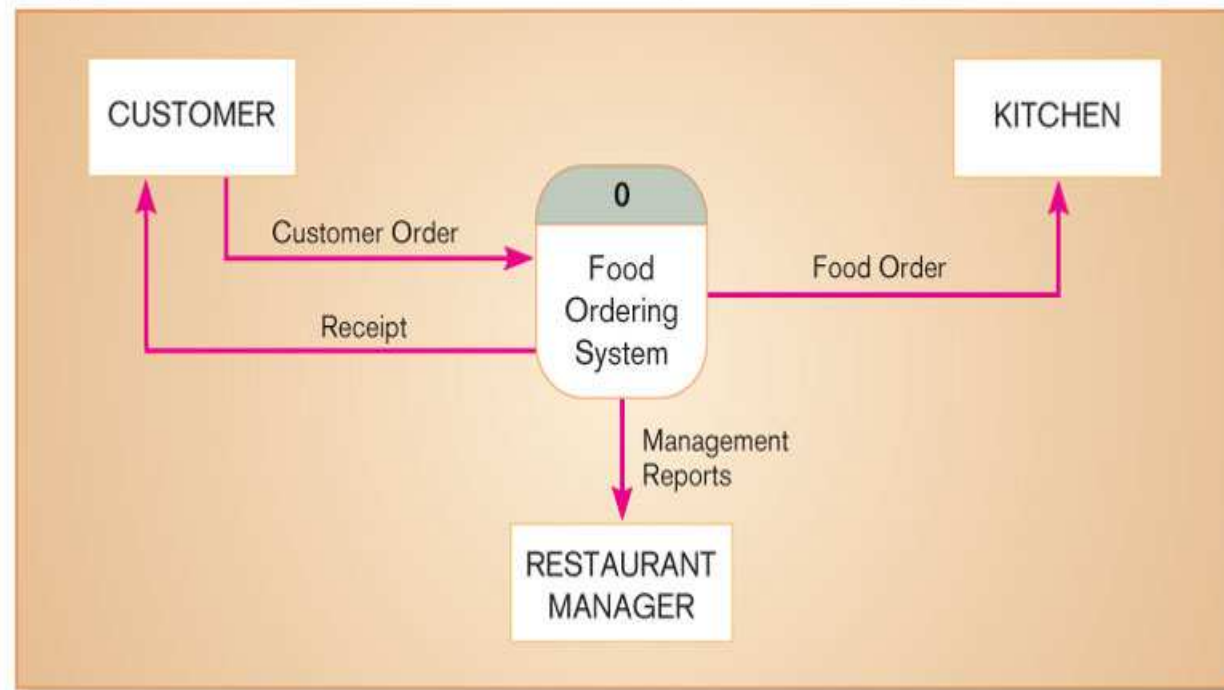 CUSTOMER
KITCHEN
0
Customer Order
Food
Ordering
System
Food Order
Receipt
Management
Reports
RESTAURANT
MANAGER